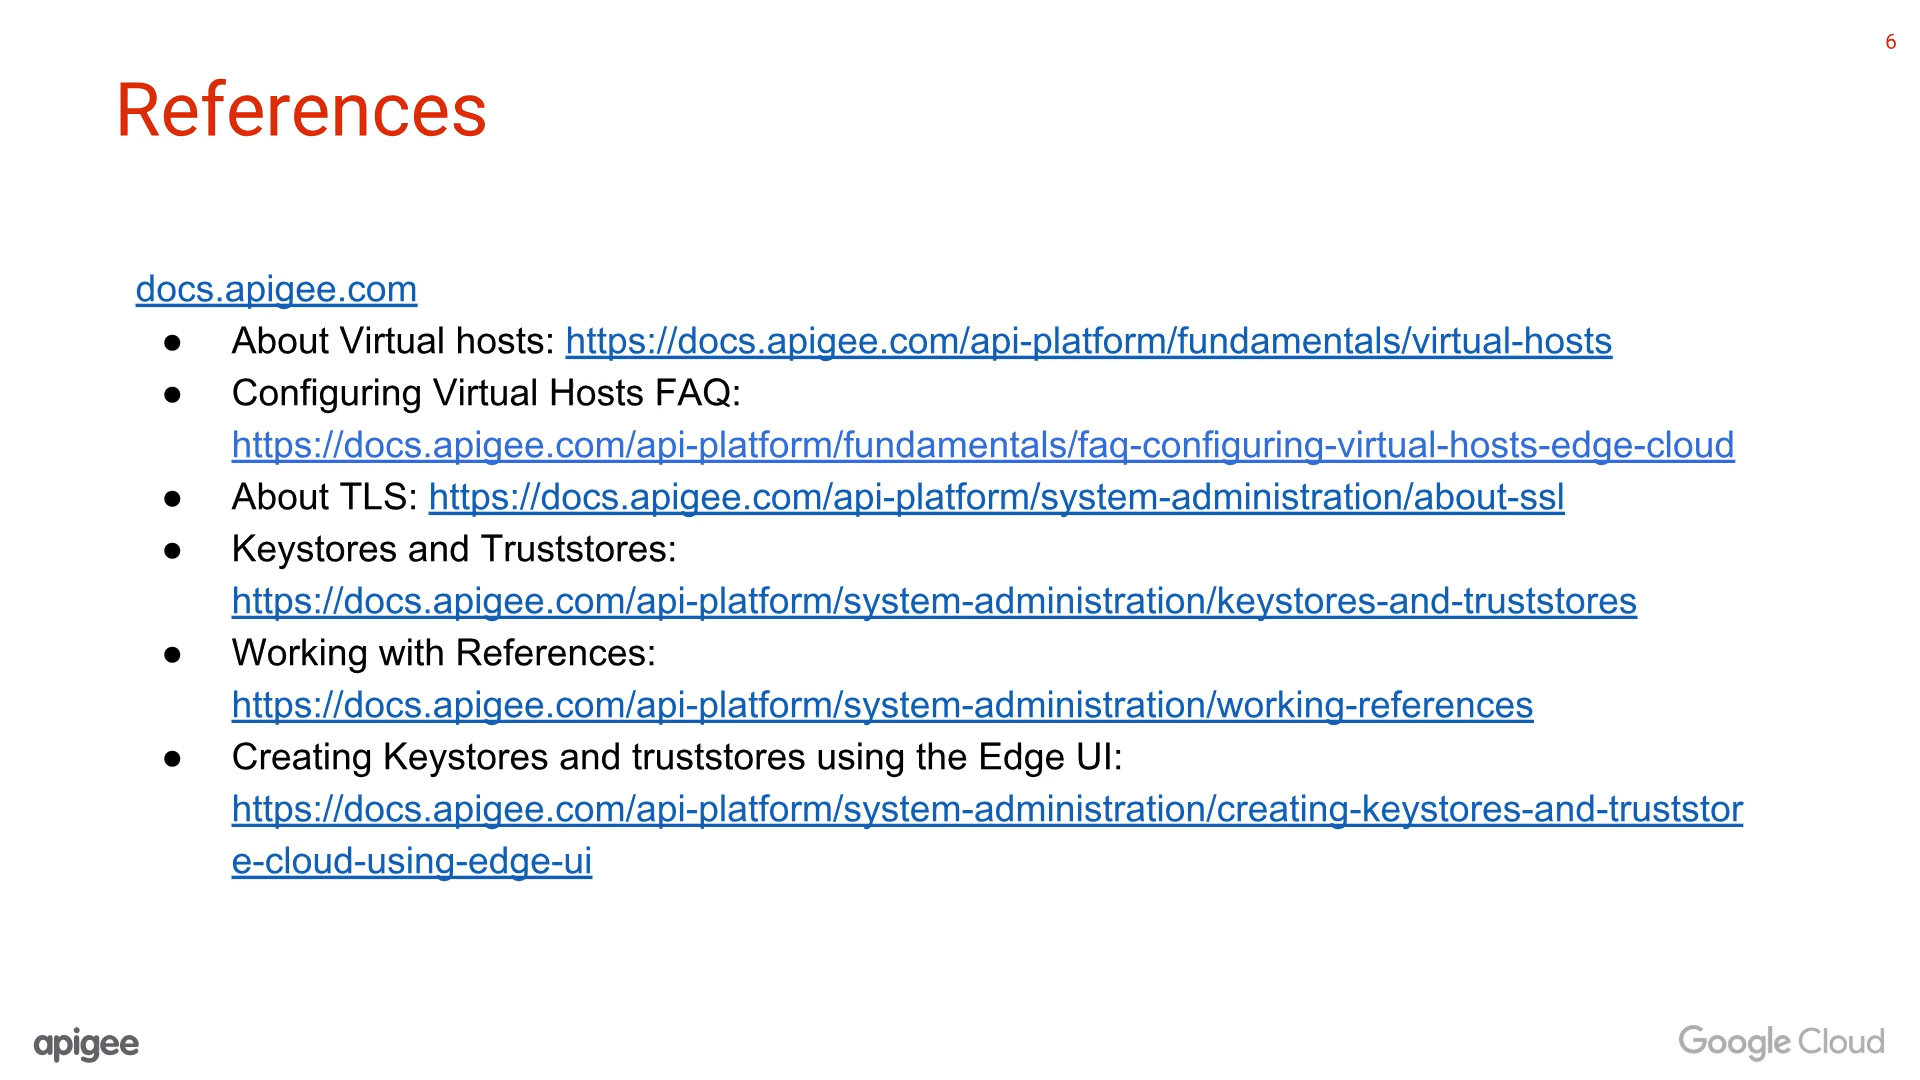 6
References
docs.apigee.com
● About Virtual hosts: https://docs.apigee.com/api-platform/fundamentals/virtual-hosts
● Configuring Virtual Hosts FAQ:
https://docs.apigee.com/api-platform/fundamentals/faq-configuring-virtual-hosts-edge-cloud
● About TLS: https://docs.apigee.com/api-platform/system-administration/about-ssl
● Keystores and Truststores:
https://docs.apigee.com/api-platform/system-administration/keystores-and-truststores
● Working with References:
https://docs.apigee.com/api-platform/system-administration/working-references
● Creating Keystores and truststores using the Edge UI:
https://docs.apigee.com/api-platform/system-administration/creating-keystores-and-truststor
e-cloud-using-edge-ui
apigee
Google Cloud